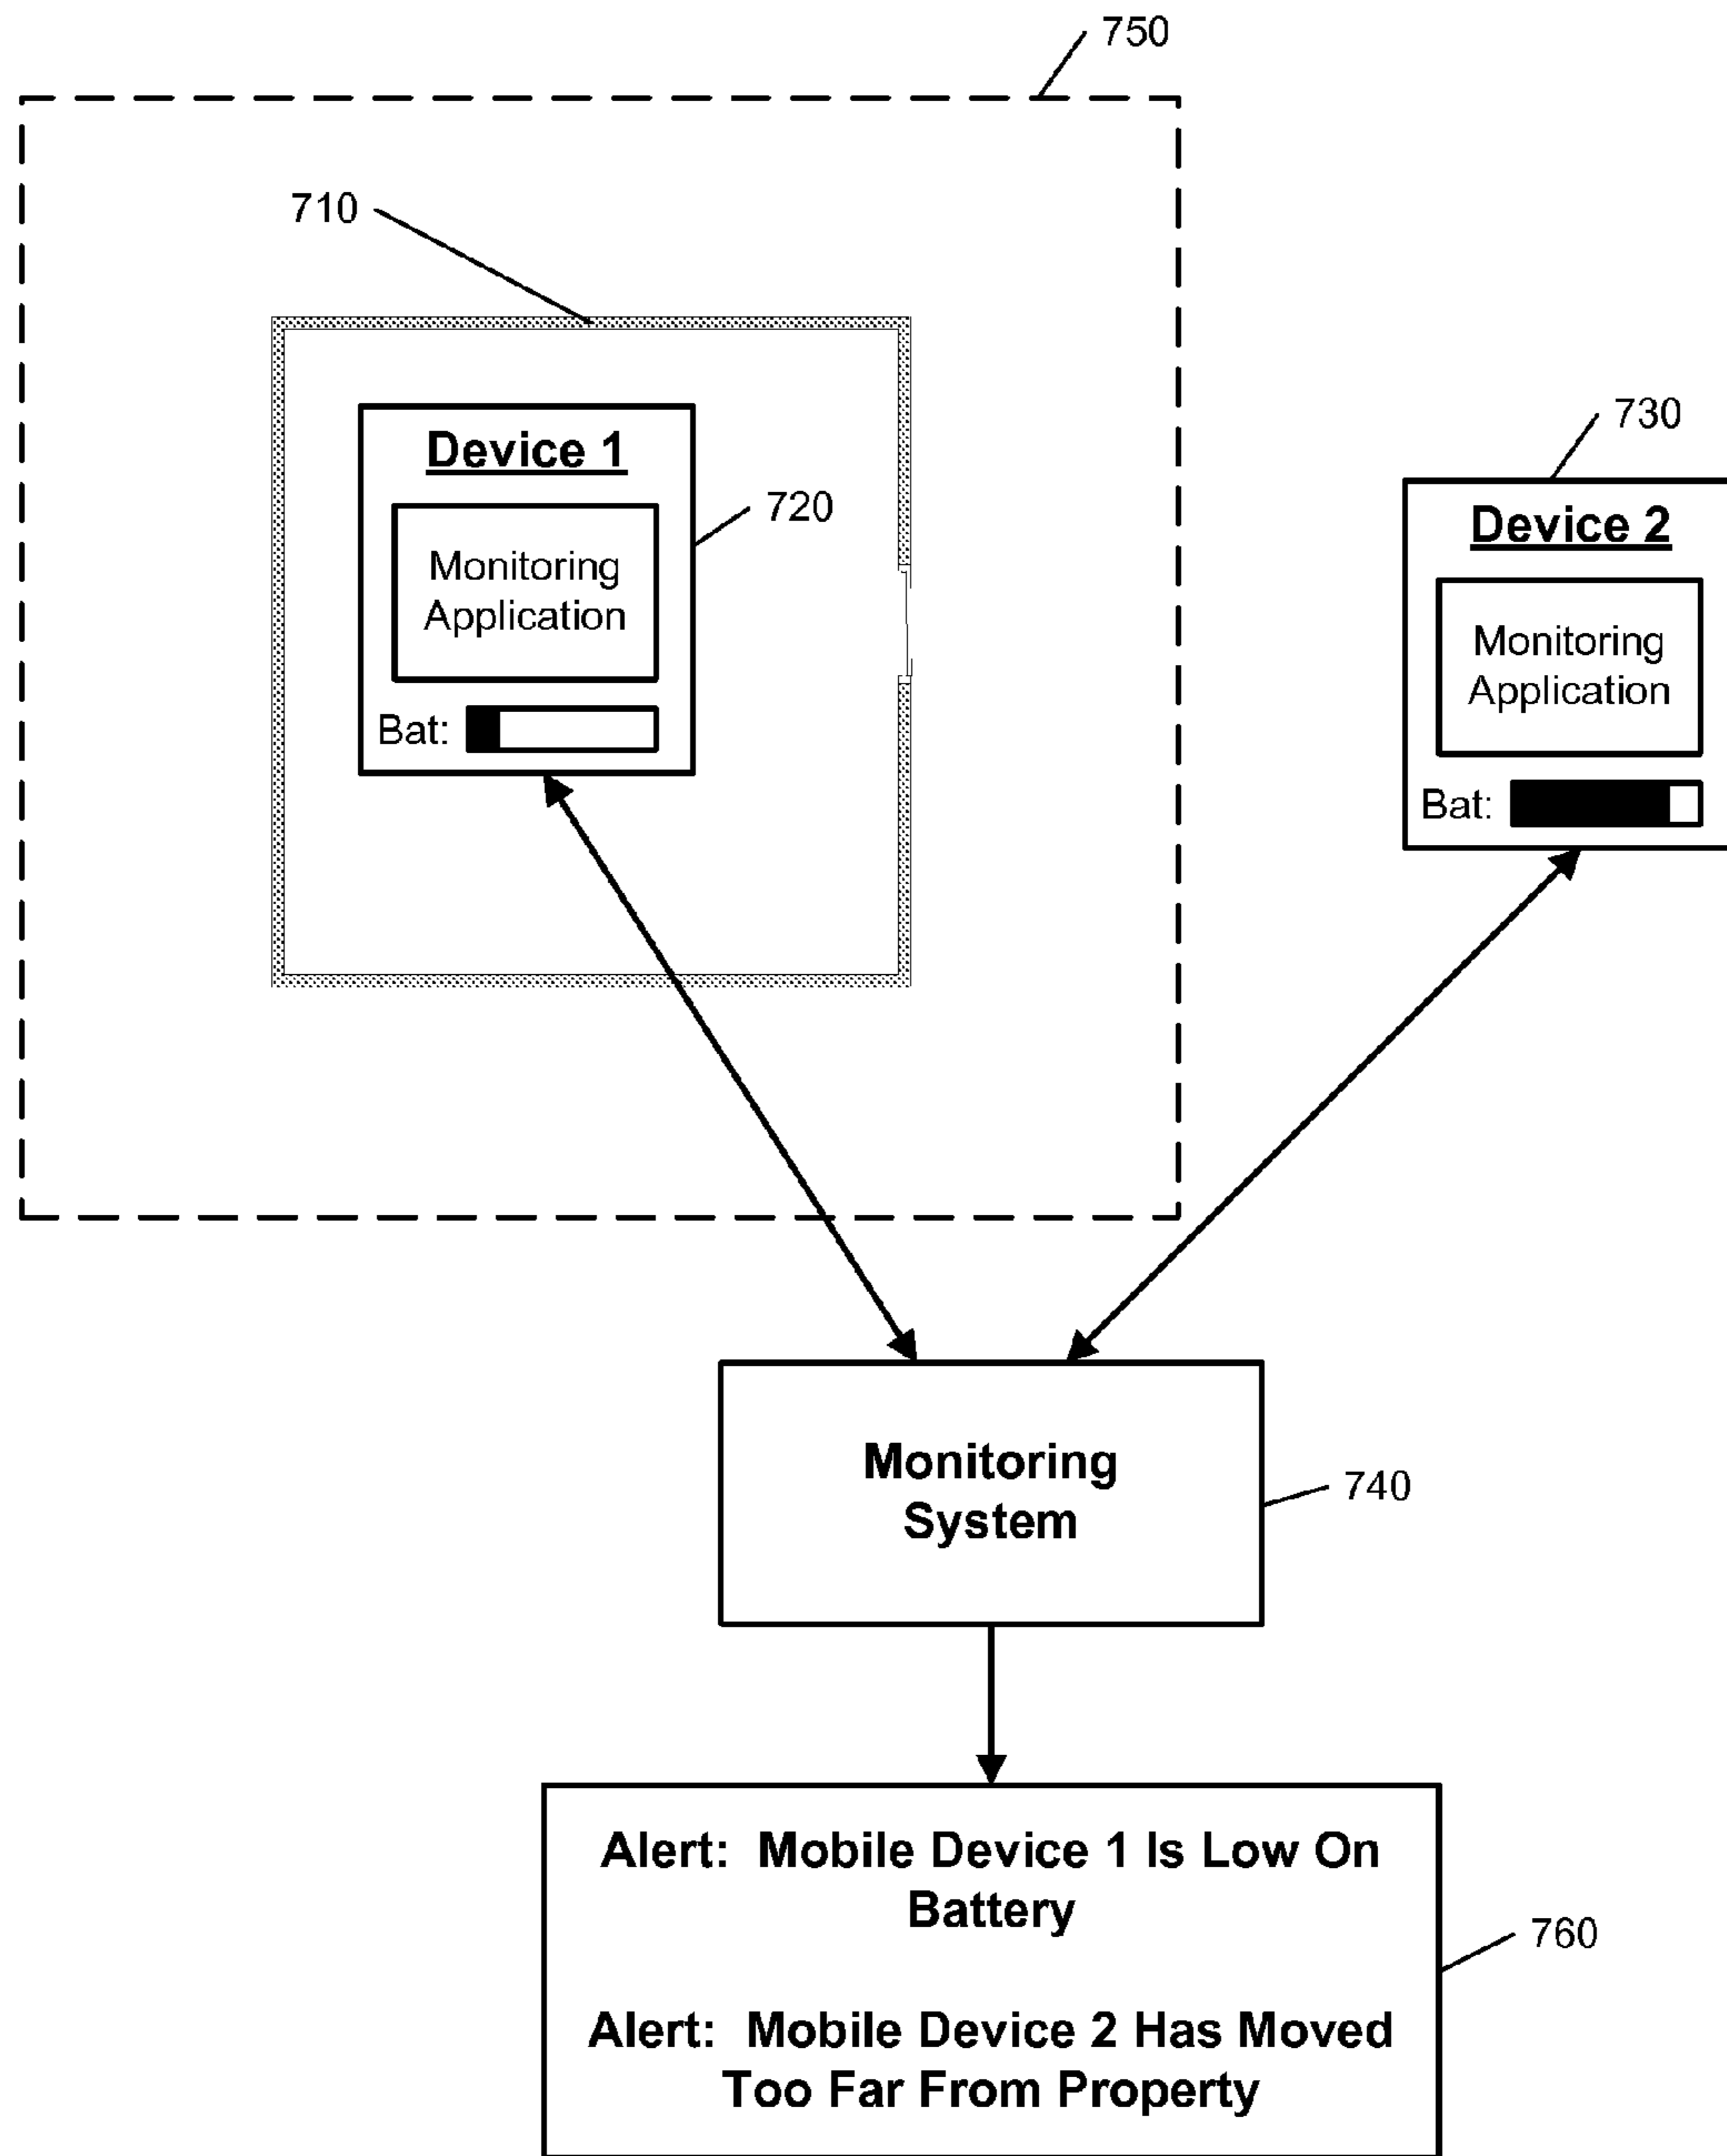 750
710
730
Device 1
720
Device 2
Monitoring
Application
Monitoring
Application
Bat:
Bat:
Monitoring
System
740
Alert:  Mobile Device 1 Is Low On
Battery
760
Alert:  Mobile Device 2 Has Moved
Too Far From Property